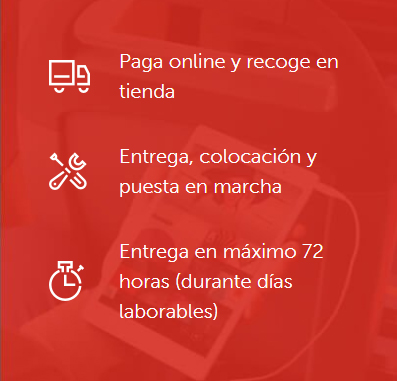 Paga online y recoge en
tienda
Entrega, colocación y
puesta en marcha
Entrega en máximo 72
horas (durante días
laborables)